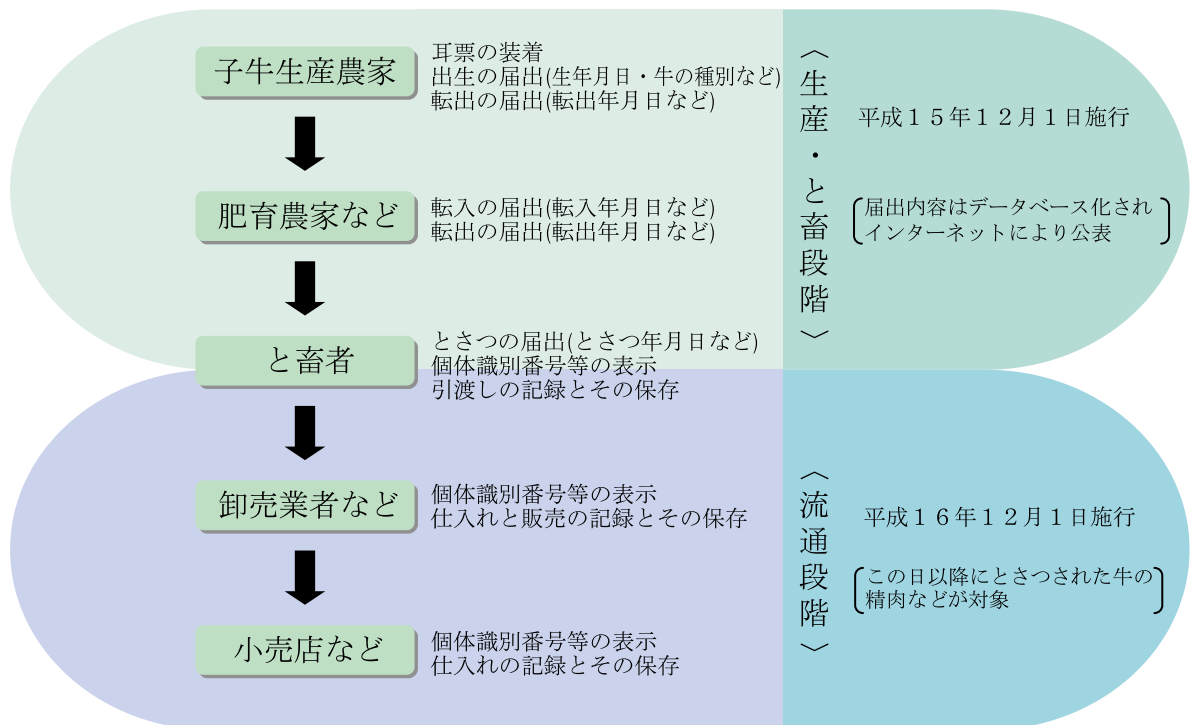 子牛生産農家
耳票の装着
出生の届出(生年月日・牛の種別など)
転出の届出(転出年月日など)
肥育農家など
転入の届出(転入年月日など)
転出の届出(転出年月日など)
と畜者
とさつの届出(とさつ年月日など)
個体識別番号等の表示
引渡しの記録とその保存
〈生産・と畜段階〉
平成１５年１２月１日施行
届出内容はデータベース化され
インターネットにより公表
卸売業者など
個体識別番号等の表示
仕入れと販売の記録とその保存
小売店など
個体識別番号等の表示
仕入れの記録とその保存
〈流通段階〉
平成１６年１２月１日施行
この日以降にとさつされた牛の
精肉などが対象